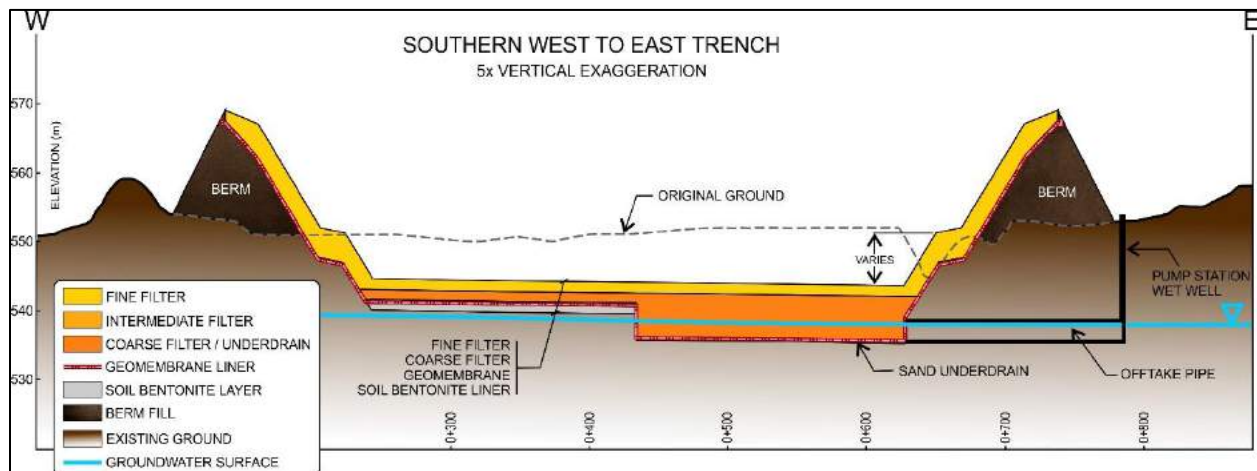 W
E
SOUTHERN WEST TO EAST TRENCH
5x VERTICAL EXAGGERATION
570
560
550
540
530
ELEVATION (m)
BERM
BERM
ORIGINAL GROUND
VARIES
PUMP STATION
WET WELL
FINE FILTER
INTERMEDIATE FILTER
COARSE FILTER / UNDERDRAIN
GEOMEMBRANE LINER
SOIL BENTONITE LAYER
BERM FILL
EXISTING GROUND
GROUNDWATER SURFACE
FINE FILTER
COARSE FILTER
GEOMEMBRANE
SOIL BENTONITE LINER
SAND UNDERDRAIN
OFFTAKE PIPE
0+300
0+400
0+500
0+600
0+700
0+800